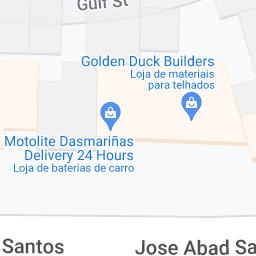 Gulf St
Golden Duck Builders
Loja de materiais
para telhados
Motolite Dasmariñas
Delivery 24 Hours
Loja de baterias de carro
Santos
Jose Abad Sa